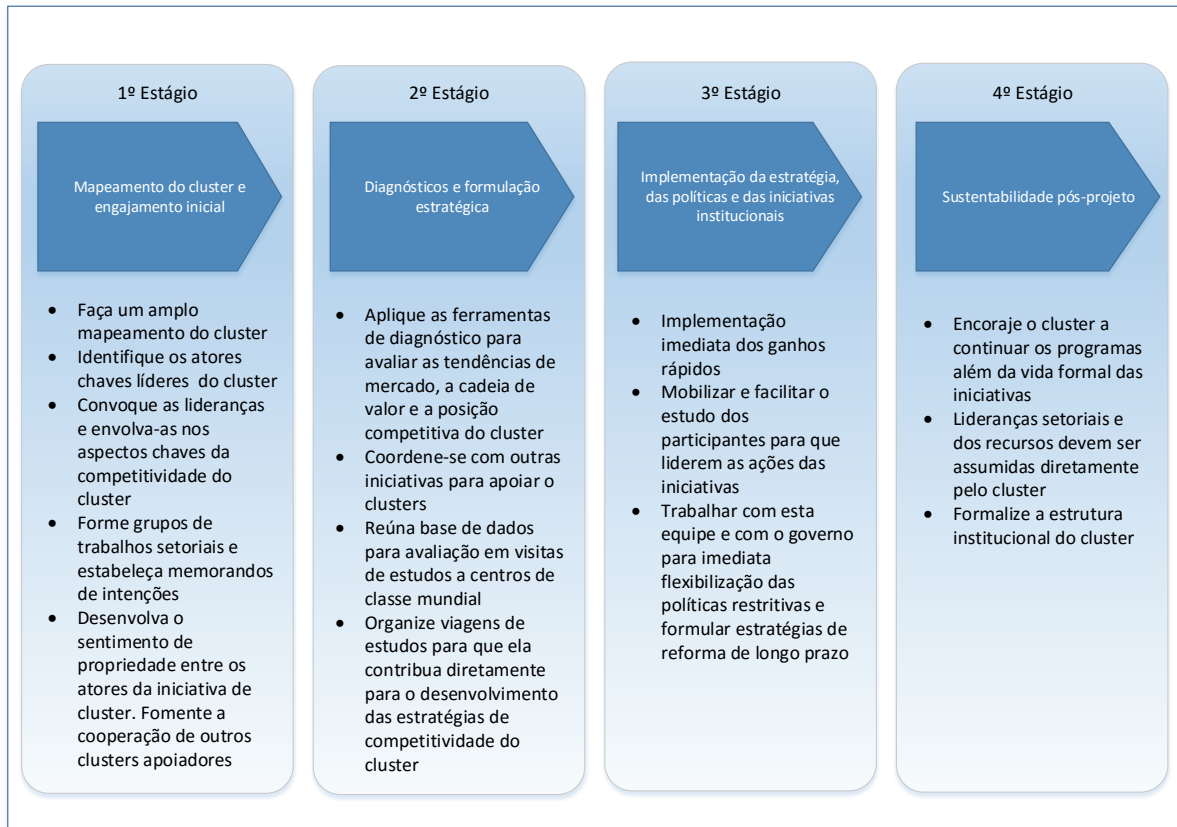 1º Estágio
Mapeamento do cluster e
engajamento inicial
• Faça um amplo
mapeamento do cluster
• Identifique os atores
chaves líderes do cluster
• Convoque as lideranças
e envolva-as nos
aspectos chaves da
competitividade do
cluster
• Forme grupos de
trabalhos setoriais e
estabeleça memorandos
de intenções
• Desenvolva o
sentimento de
propriedade entre os
atores da iniciativa de
cluster. Fomente a
cooperação de outros
clusters apoiadores
2º Estágio
Diagnósticos e formulação
estratégica
• Aplique as ferramentas
de diagnóstico para
avaliar as tendências de
mercado, a cadeia de
valor e a posição
competitiva do cluster
• Coordene-se com outras
iniciativas para apoiar o
clusters
• Reúna base de dados
para avaliação em visitas
de estudos a centros de
classe mundial
• Organize viagens de
estudos para que ela
contribua diretamente
para o desenvolvimento
das estratégias de
competitividade do
cluster
3º Estágio
Implementação da estratégia,
das políticas e das iniciativas
institucionais
• Implementação
imediata dos ganhos
rápidos
• Mobilizar e facilitar o
estudo dos
participantes para que
liderem as ações das
iniciativas
• Trabalhar com esta
equipe e com o governo
para imediata
flexibilização das
políticas restritivas e
formular estratégias de
reforma de longo prazo
4º Estágio
Sustentabilidade pós-projeto
• Encoraje o cluster a
continuar os programas
além da vida formal das
iniciativas
• Lideranças setoriais e
dos recursos devem ser
assumidas diretamente
pelo cluster
• Formalize a estrutura
institucional do cluster